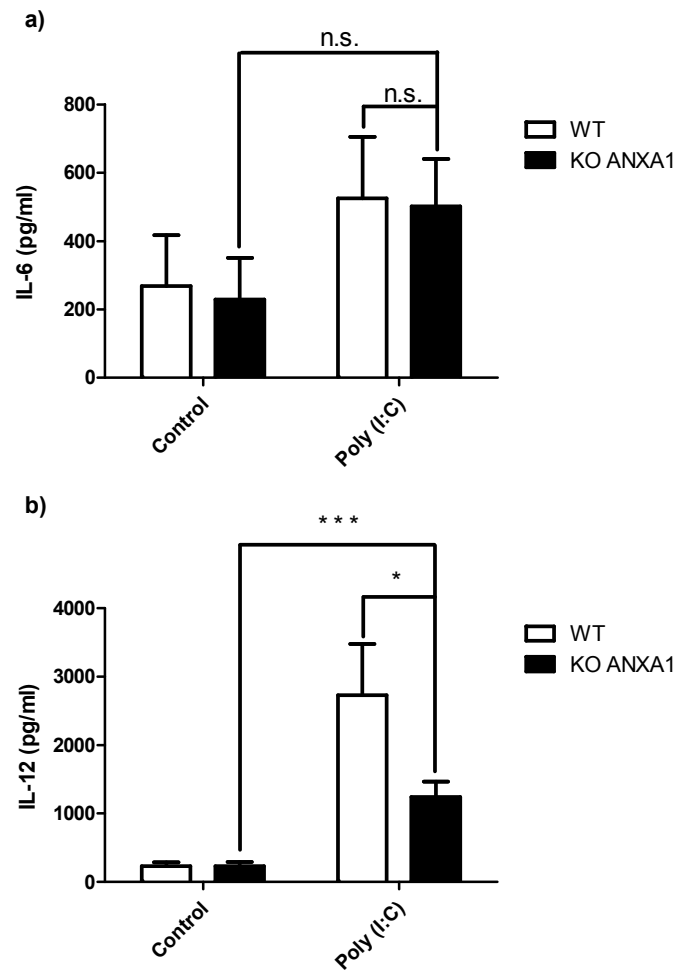 a)
n.s.
n.s.
800
600
400
200
0
IL-6 (pg/ml)
Control
Poly (I:C)
WT
KO ANXA1
b)
* * *
*
4000
3000
2000
1000
0
IL-12 (pg/ml)
Control
Poly (I:C)
WT
KO ANXA1